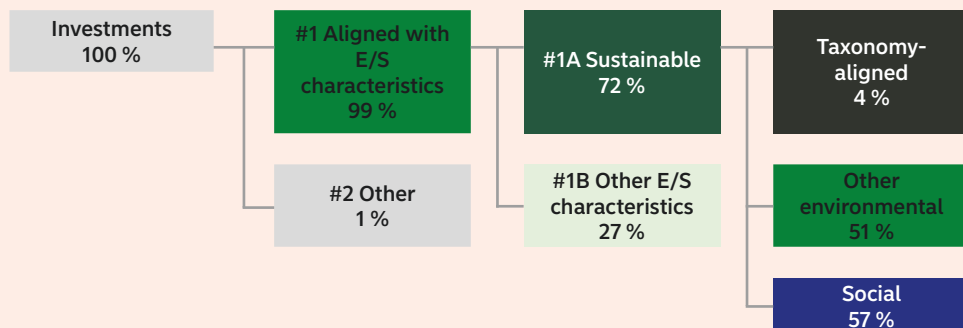 Investments
100 %
#1 Aligned with
E/S
characteristics
99 %
#2 Other
1 %
#1A Sustainable
72 %
#1B Other E/S
characteristics
27 %
Taxonomy-
aligned
4 %
Other
environmental
51 %
Social
57 %